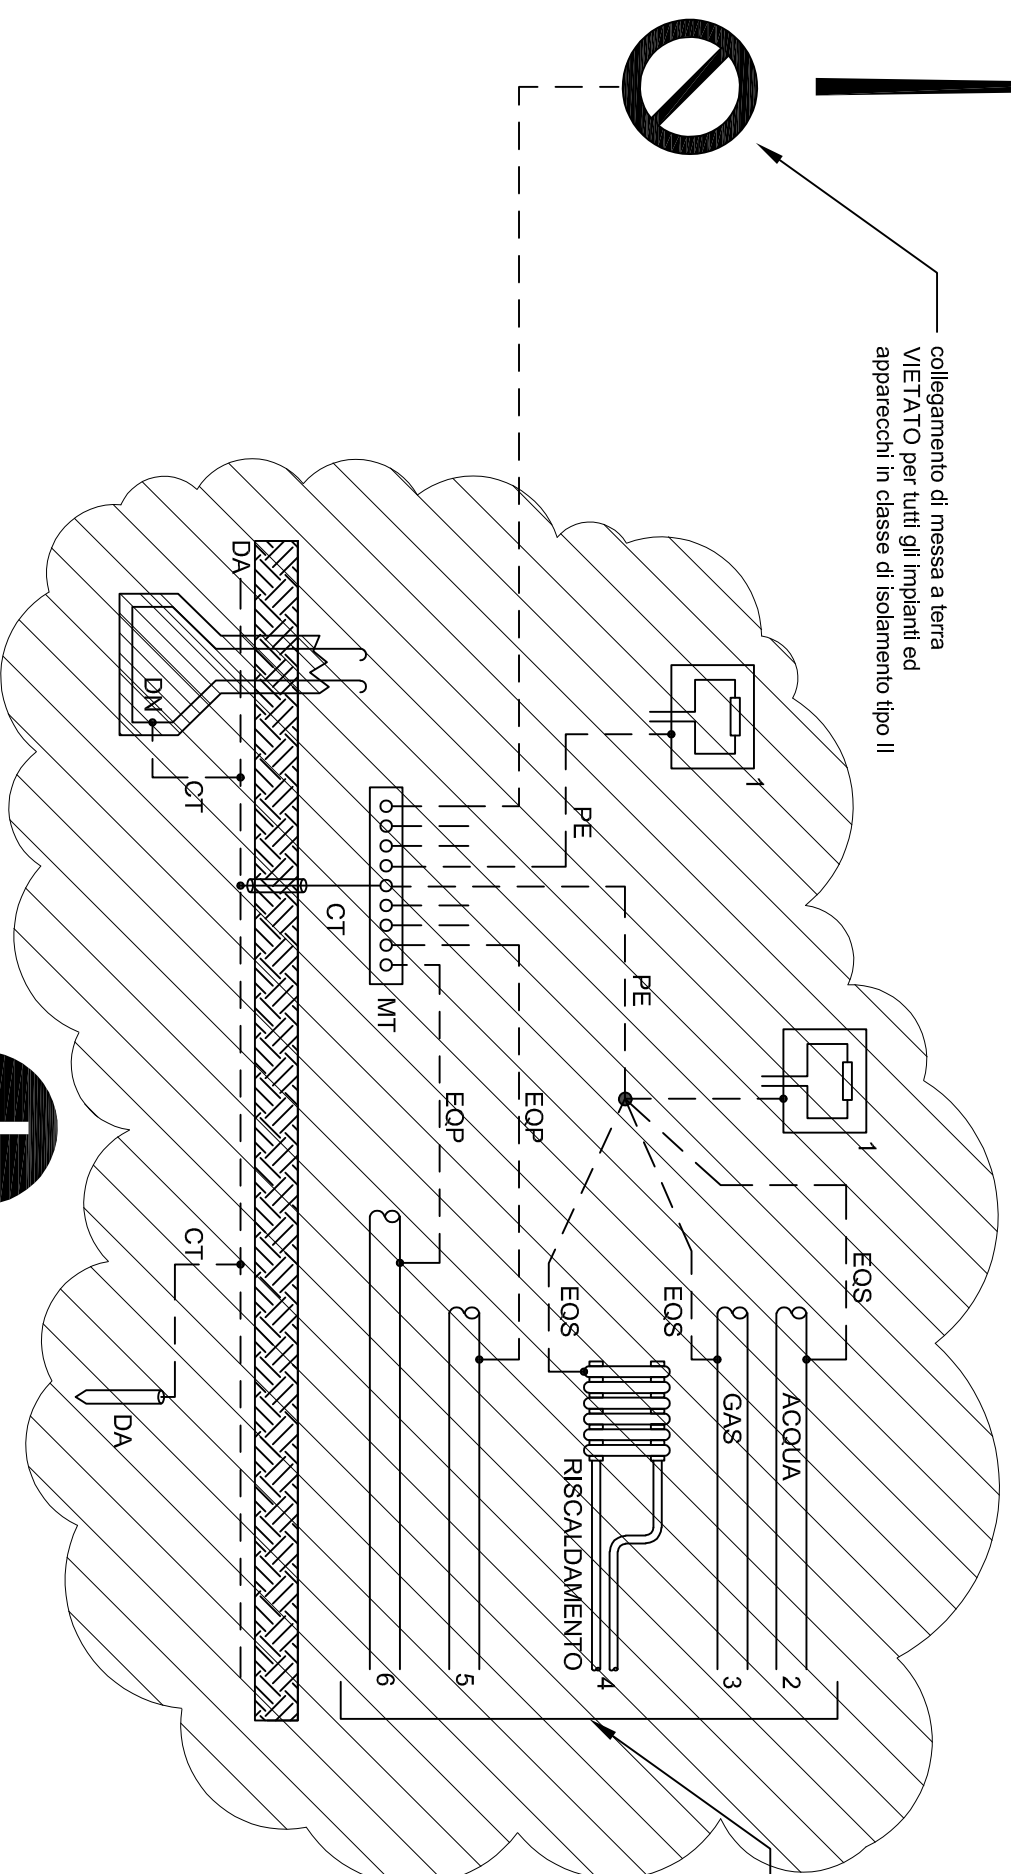 collegamento di messa a terra
VIETATO per tutti gli impianti ed
apparecchi in classe di isolamento tipo II
1
1
PE
PE
EQS
EQS
EQS
ACQUA
2
GAS
3
RISCALDAMENTO
4
EQP
EQP
5
6
MT
CT
DA
DN
CT
CT
DA